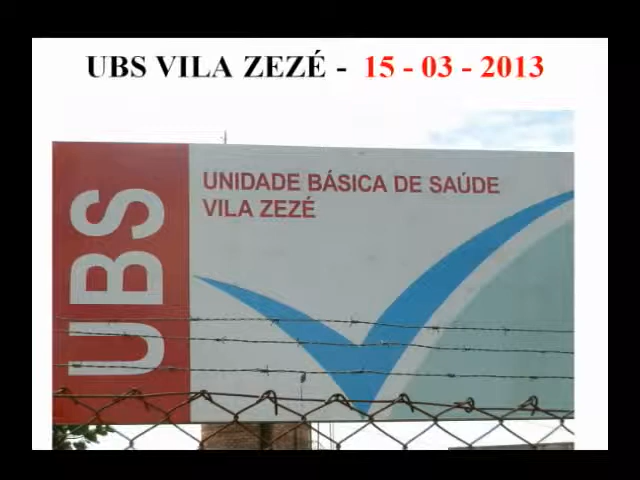 UBS VILA ZEZÉ - 15 - 03 - 2013
UBS
UNIDADE BÁSICA DE SAÚDE
VILA ZEZÉ